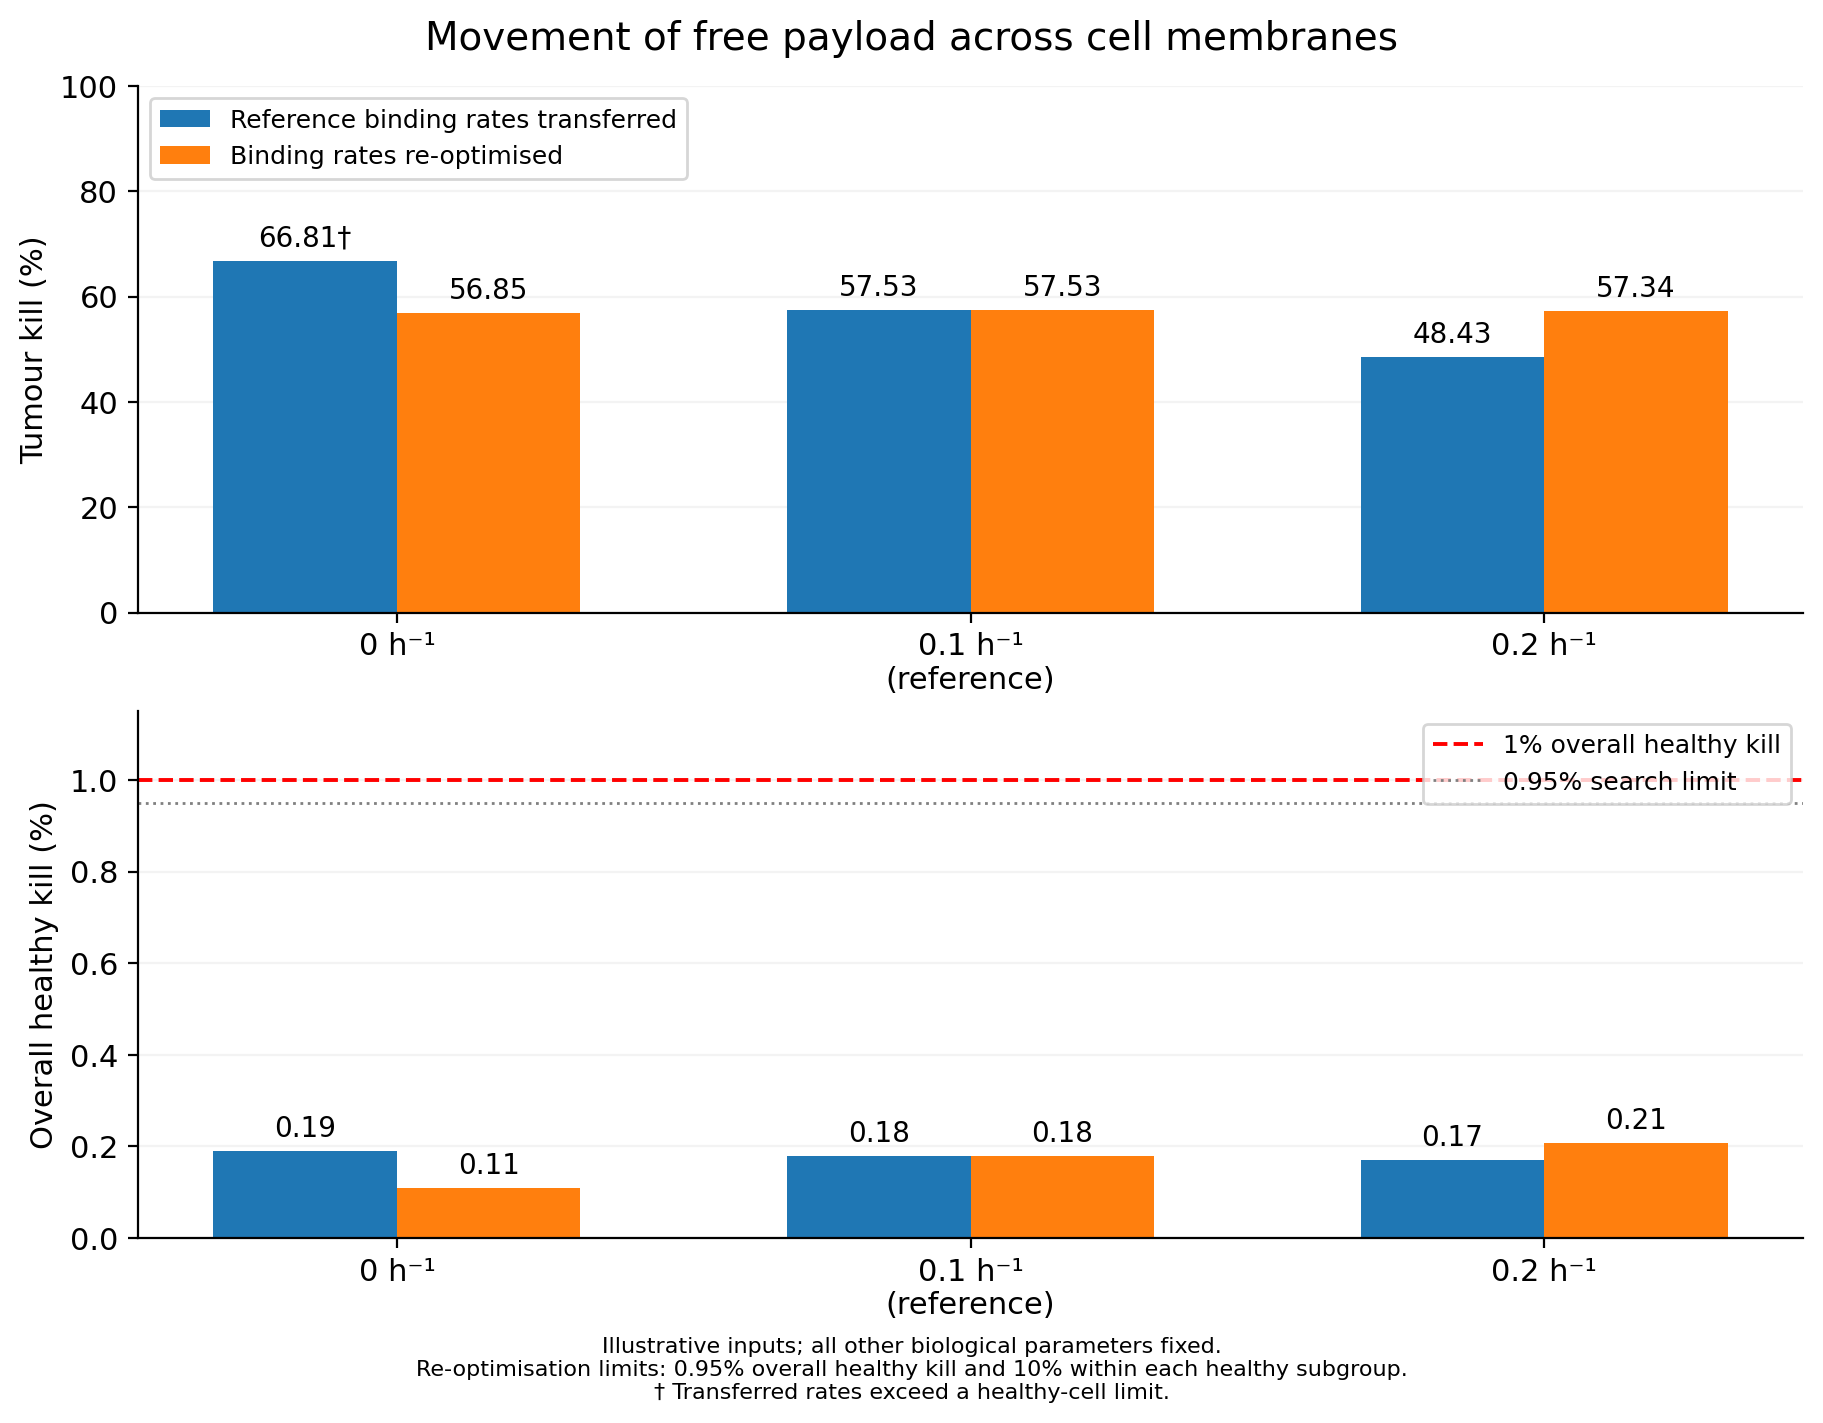 Movement of free payload across cell membranes
Tumour kill (%)
100
80
60
40
20
0
Reference binding rates transferred
Binding rates re-optimised
66.81†
56.85
57.53
57.53
48.43
57.34
0 h⁻¹
0.1 h⁻¹
(reference)
0.2 h⁻¹
Overall healthy kill (%)
1.0
0.8
0.6
0.4
0.2
0.0
1% overall healthy kill
0.95% search limit
0.19
0.11
0.18
0.18
0.17
0.21
0 h⁻¹
0.1 h⁻¹
(reference)
0.2 h⁻¹
Illustrative inputs; all other biological parameters fixed.
Re-optimisation limits: 0.95% overall healthy kill and 10% within each healthy subgroup.
† Transferred rates exceed a healthy-cell limit.